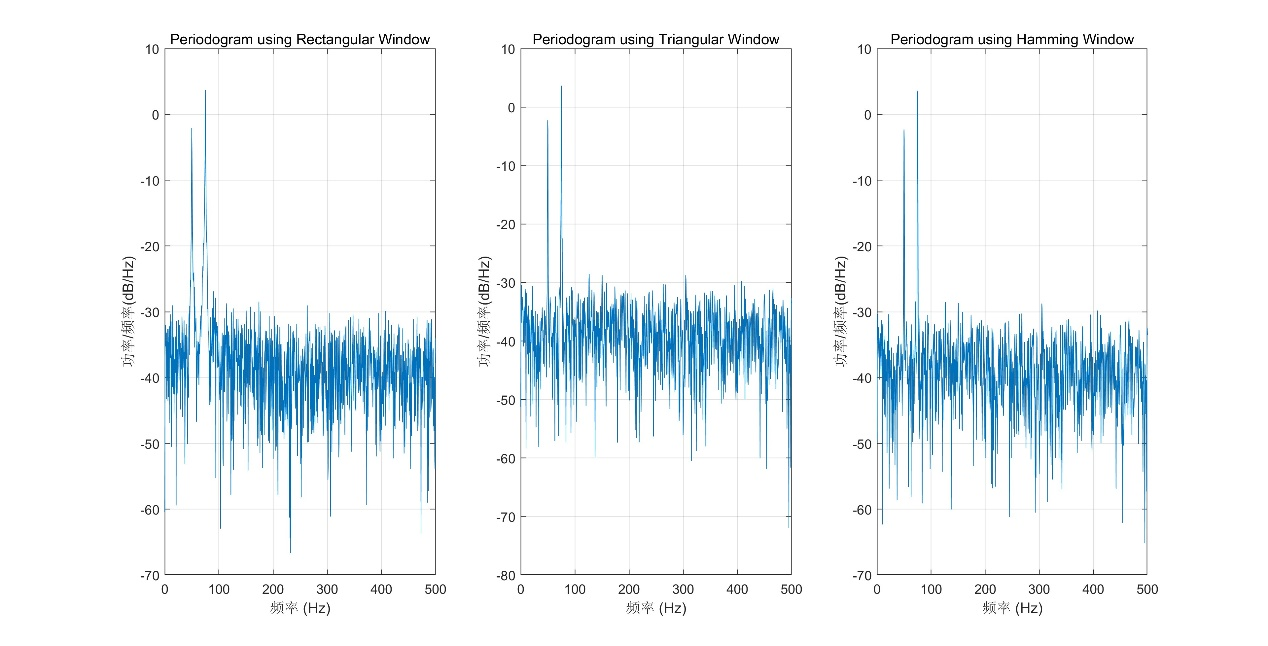 Periodogram using Rectangular Window
10
0
-10
-20
-30
-40
-50
-60
-70
0 100 200 300 400 500
功率/频率(dB/Hz)
频率 (Hz)
Periodogram using Triangular Window
10
0
-10
-20
-30
-40
-50
-60
-70
-80
0 100 200 300 400 500
功率/频率(dB/Hz)
频率 (Hz)
Periodogram using Hamming Window
10
0
-10
-20
-30
-40
-50
-60
-70
0 100 200 300 400 500
功率/频率(dB/Hz)
频率 (Hz)